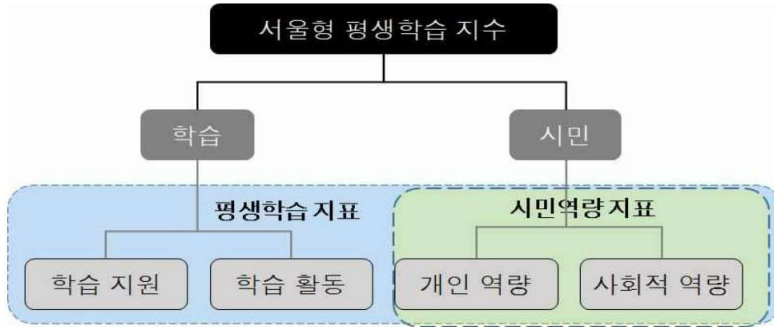 서울형 평생학습 지수
학습
시민
평생학습 지표
시민역량 지표
학습 지원
학습 활동
개인 역량
사회적 역량